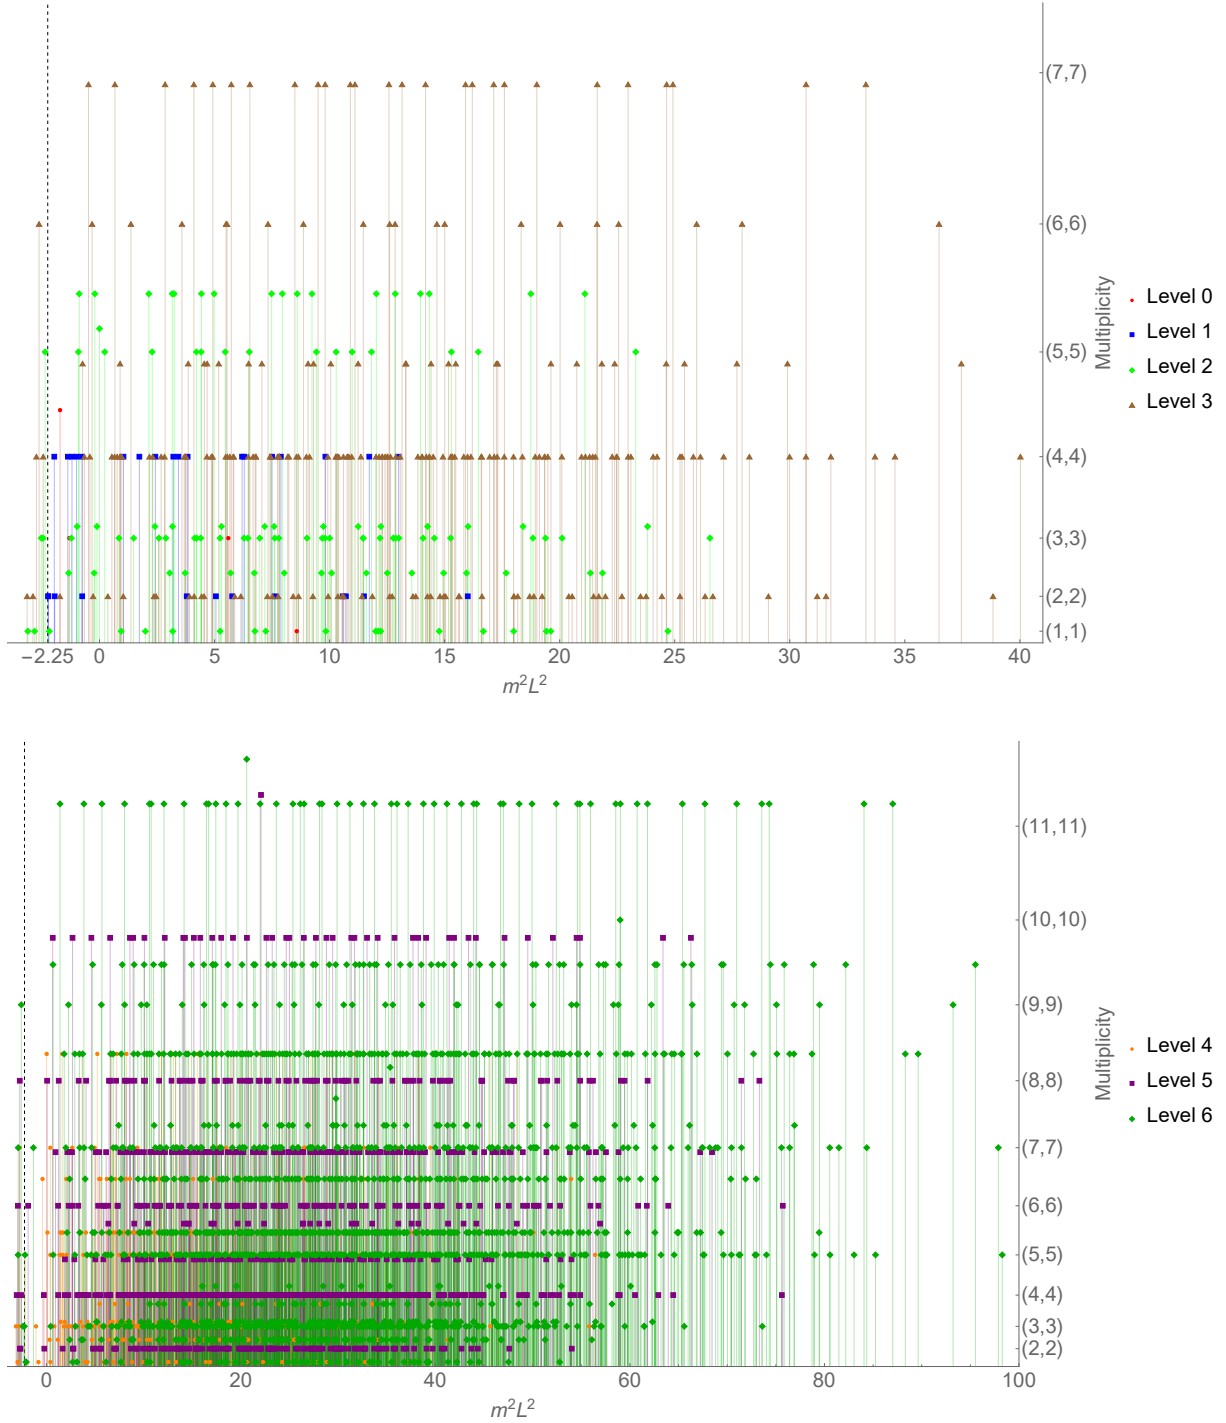 (7,7)
(6,6)
(5,5)
(4,4)
(3,3)
(2,2)
(1,1)
Multiplicity
Level 0
Level 1
Level 2
Level 3
−2.25 0 5 10 15 20 25 30 35 40
m²L²
(11,11)
(10,10)
(9,9)
(8,8)
(7,7)
(6,6)
(5,5)
(4,4)
(3,3)
(2,2)
Multiplicity
Level 4
Level 5
Level 6
0 20 40 60 80 100
m²L²